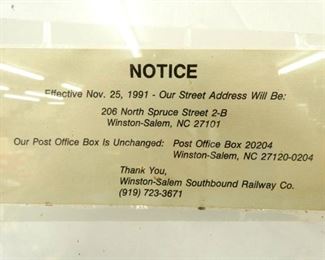 NOTICE
Effective Nov. 25, 1991 - Our Street Address Will Be:
206 North Spruce Street 2-B
Winston-Salem, NC 27101
Our Post Office Box Is Unchanged: Post Office Box 20204
Winston-Salem, NC 27120-0204
Thank You,
Winston-Salem Southbound Railway Co.
(919) 723-3671